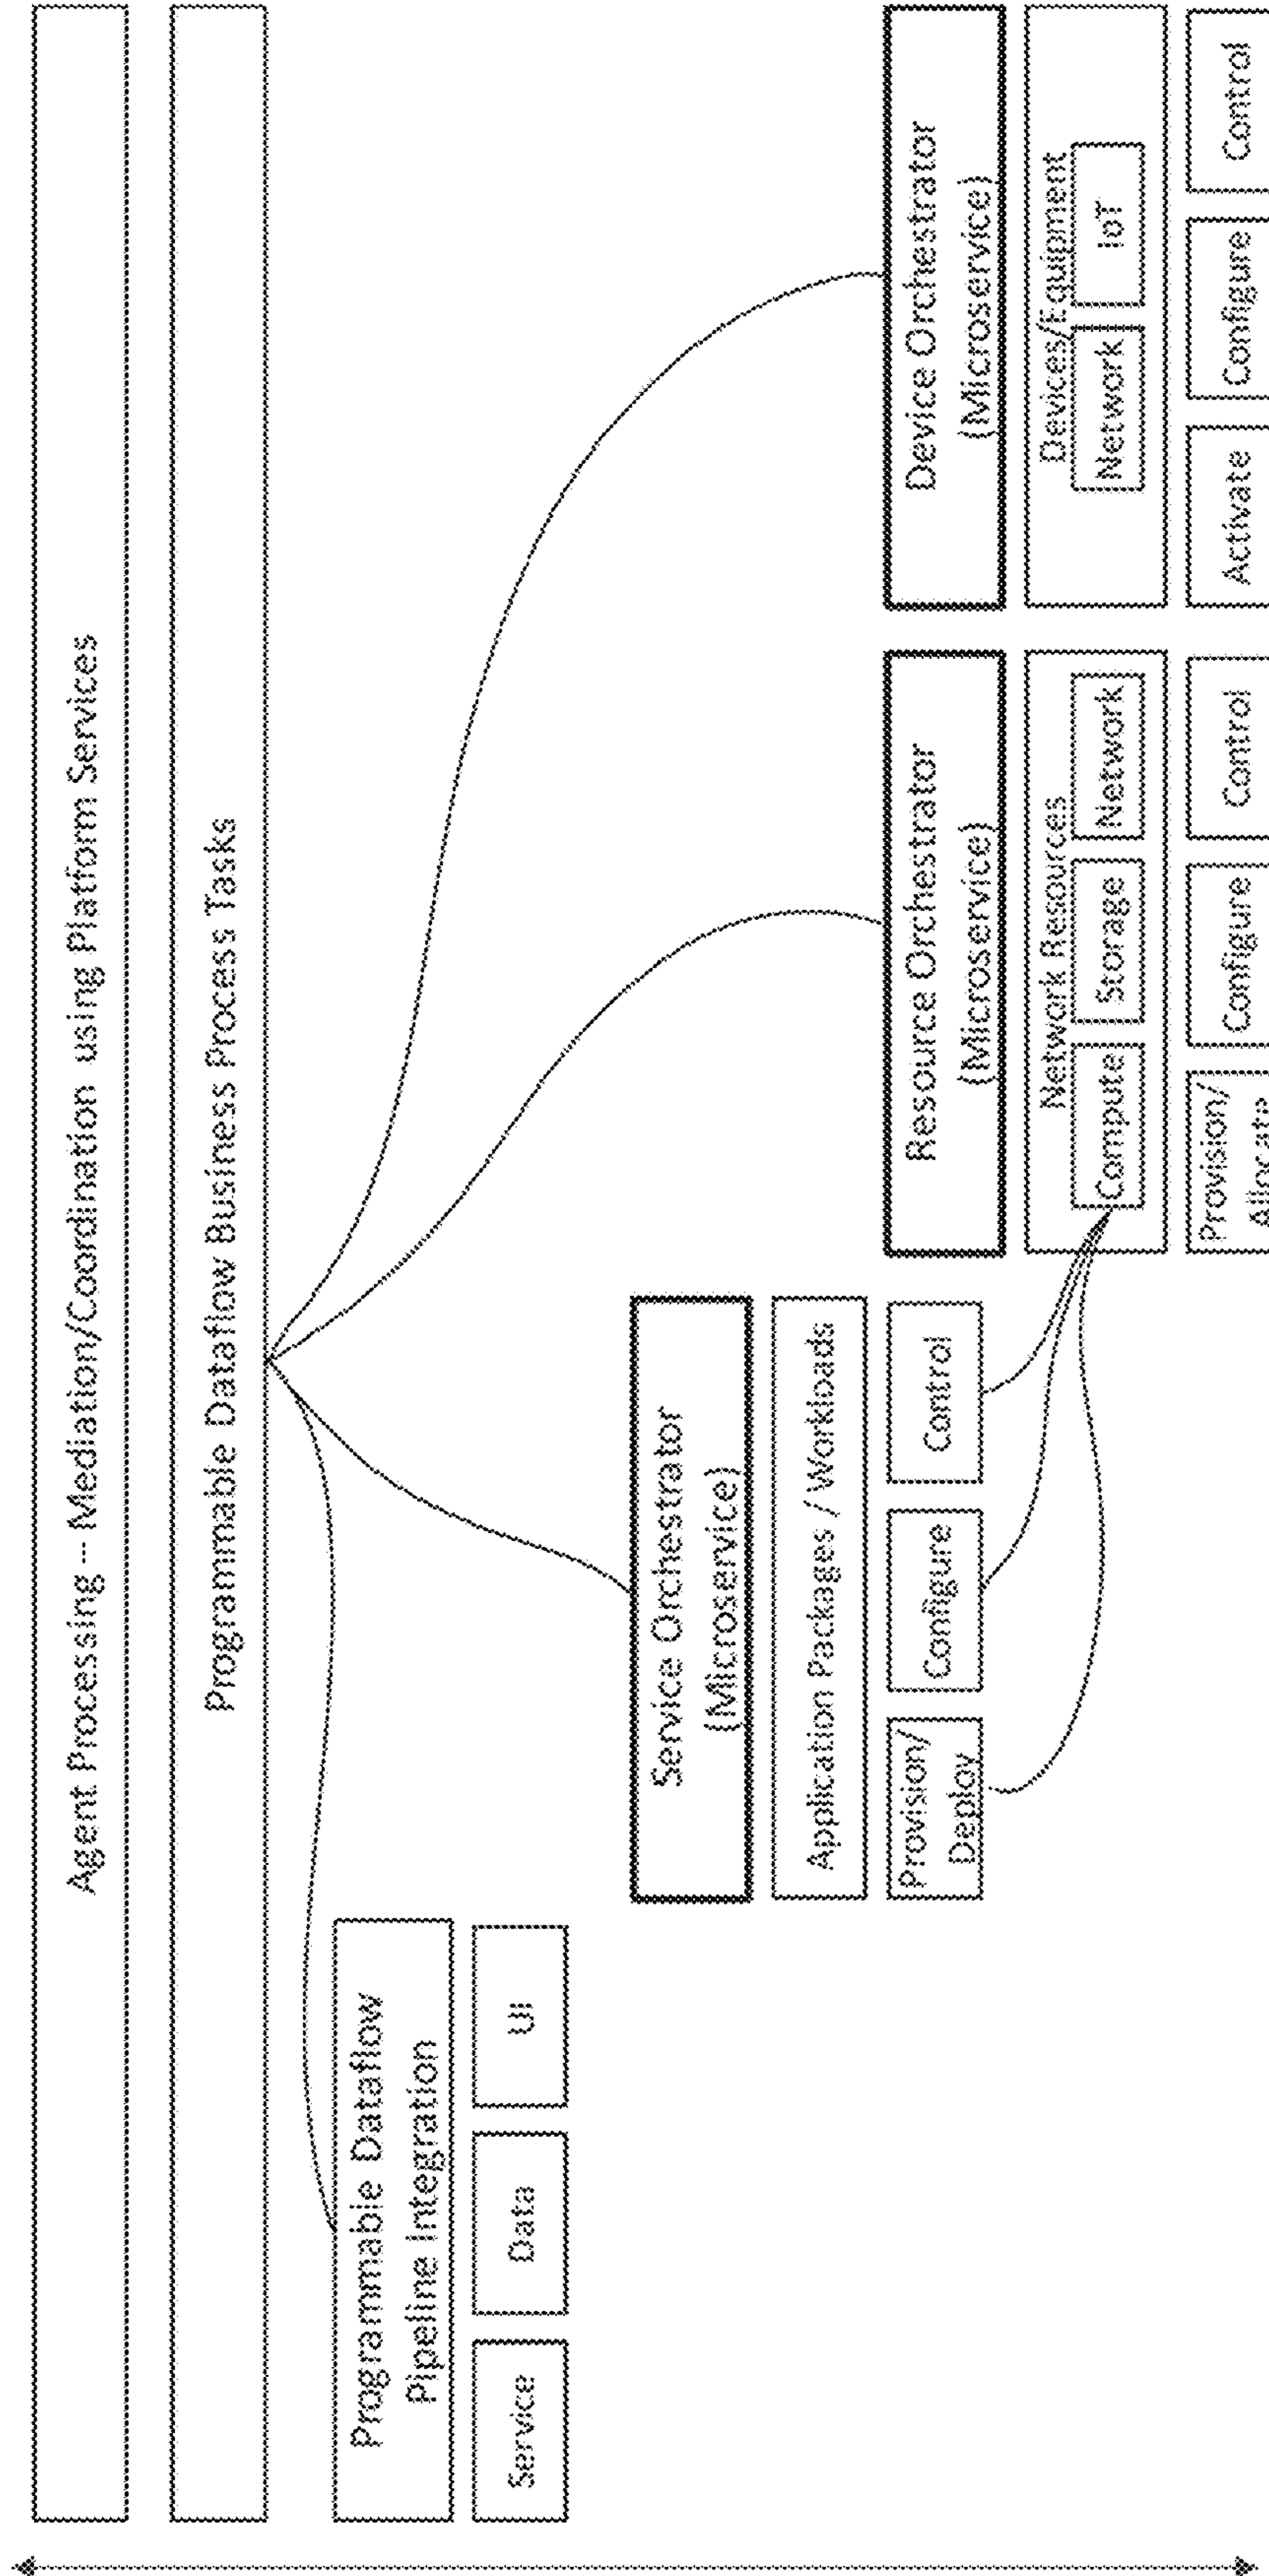 Agent Processing -- Mediation/Coordination using Platform Services
Programmable Dataflow Business Process Tasks
Programmable Dataflow
Pipeline Integration
Service
Data
UI
Service Orchestrator
(Microservice)
Application Packages / Workloads
Provision/
Deploy
Configure
Control
Resource Orchestrator
(Microservice)
Network Resources
Compute
Storage
Network
Provision/
Allocate
Configure
Control
Device Orchestrator
(Microservice)
Devices/Equipment
Network
IoT
Activate
Configure
Control